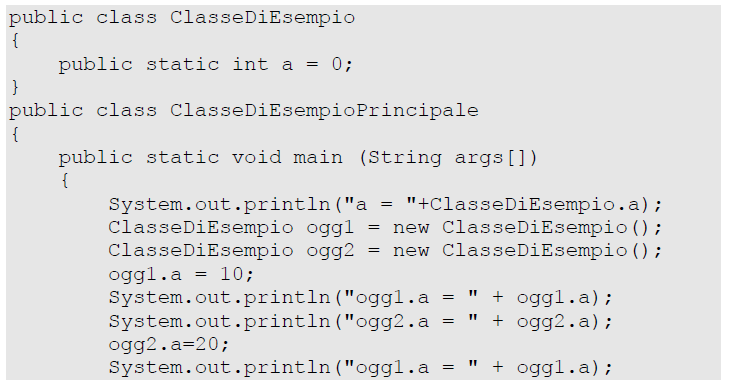 public class ClasseDiEsempio
{
    public static int a = 0;
}
public class ClasseDiEsempioPrincipale
{
    public static void main (String args[])
    {
        System.out.println("a = "+ClasseDiEsempio.a);
        ClasseDiEsempio ogg1 = new ClasseDiEsempio();
        ClasseDiEsempio ogg2 = new ClasseDiEsempio();
        ogg1.a = 10;
        System.out.println("ogg1.a = " + ogg1.a);
        System.out.println("ogg2.a = " + ogg2.a);
        ogg2.a=20;
        System.out.println("ogg1.a = " + ogg1.a);